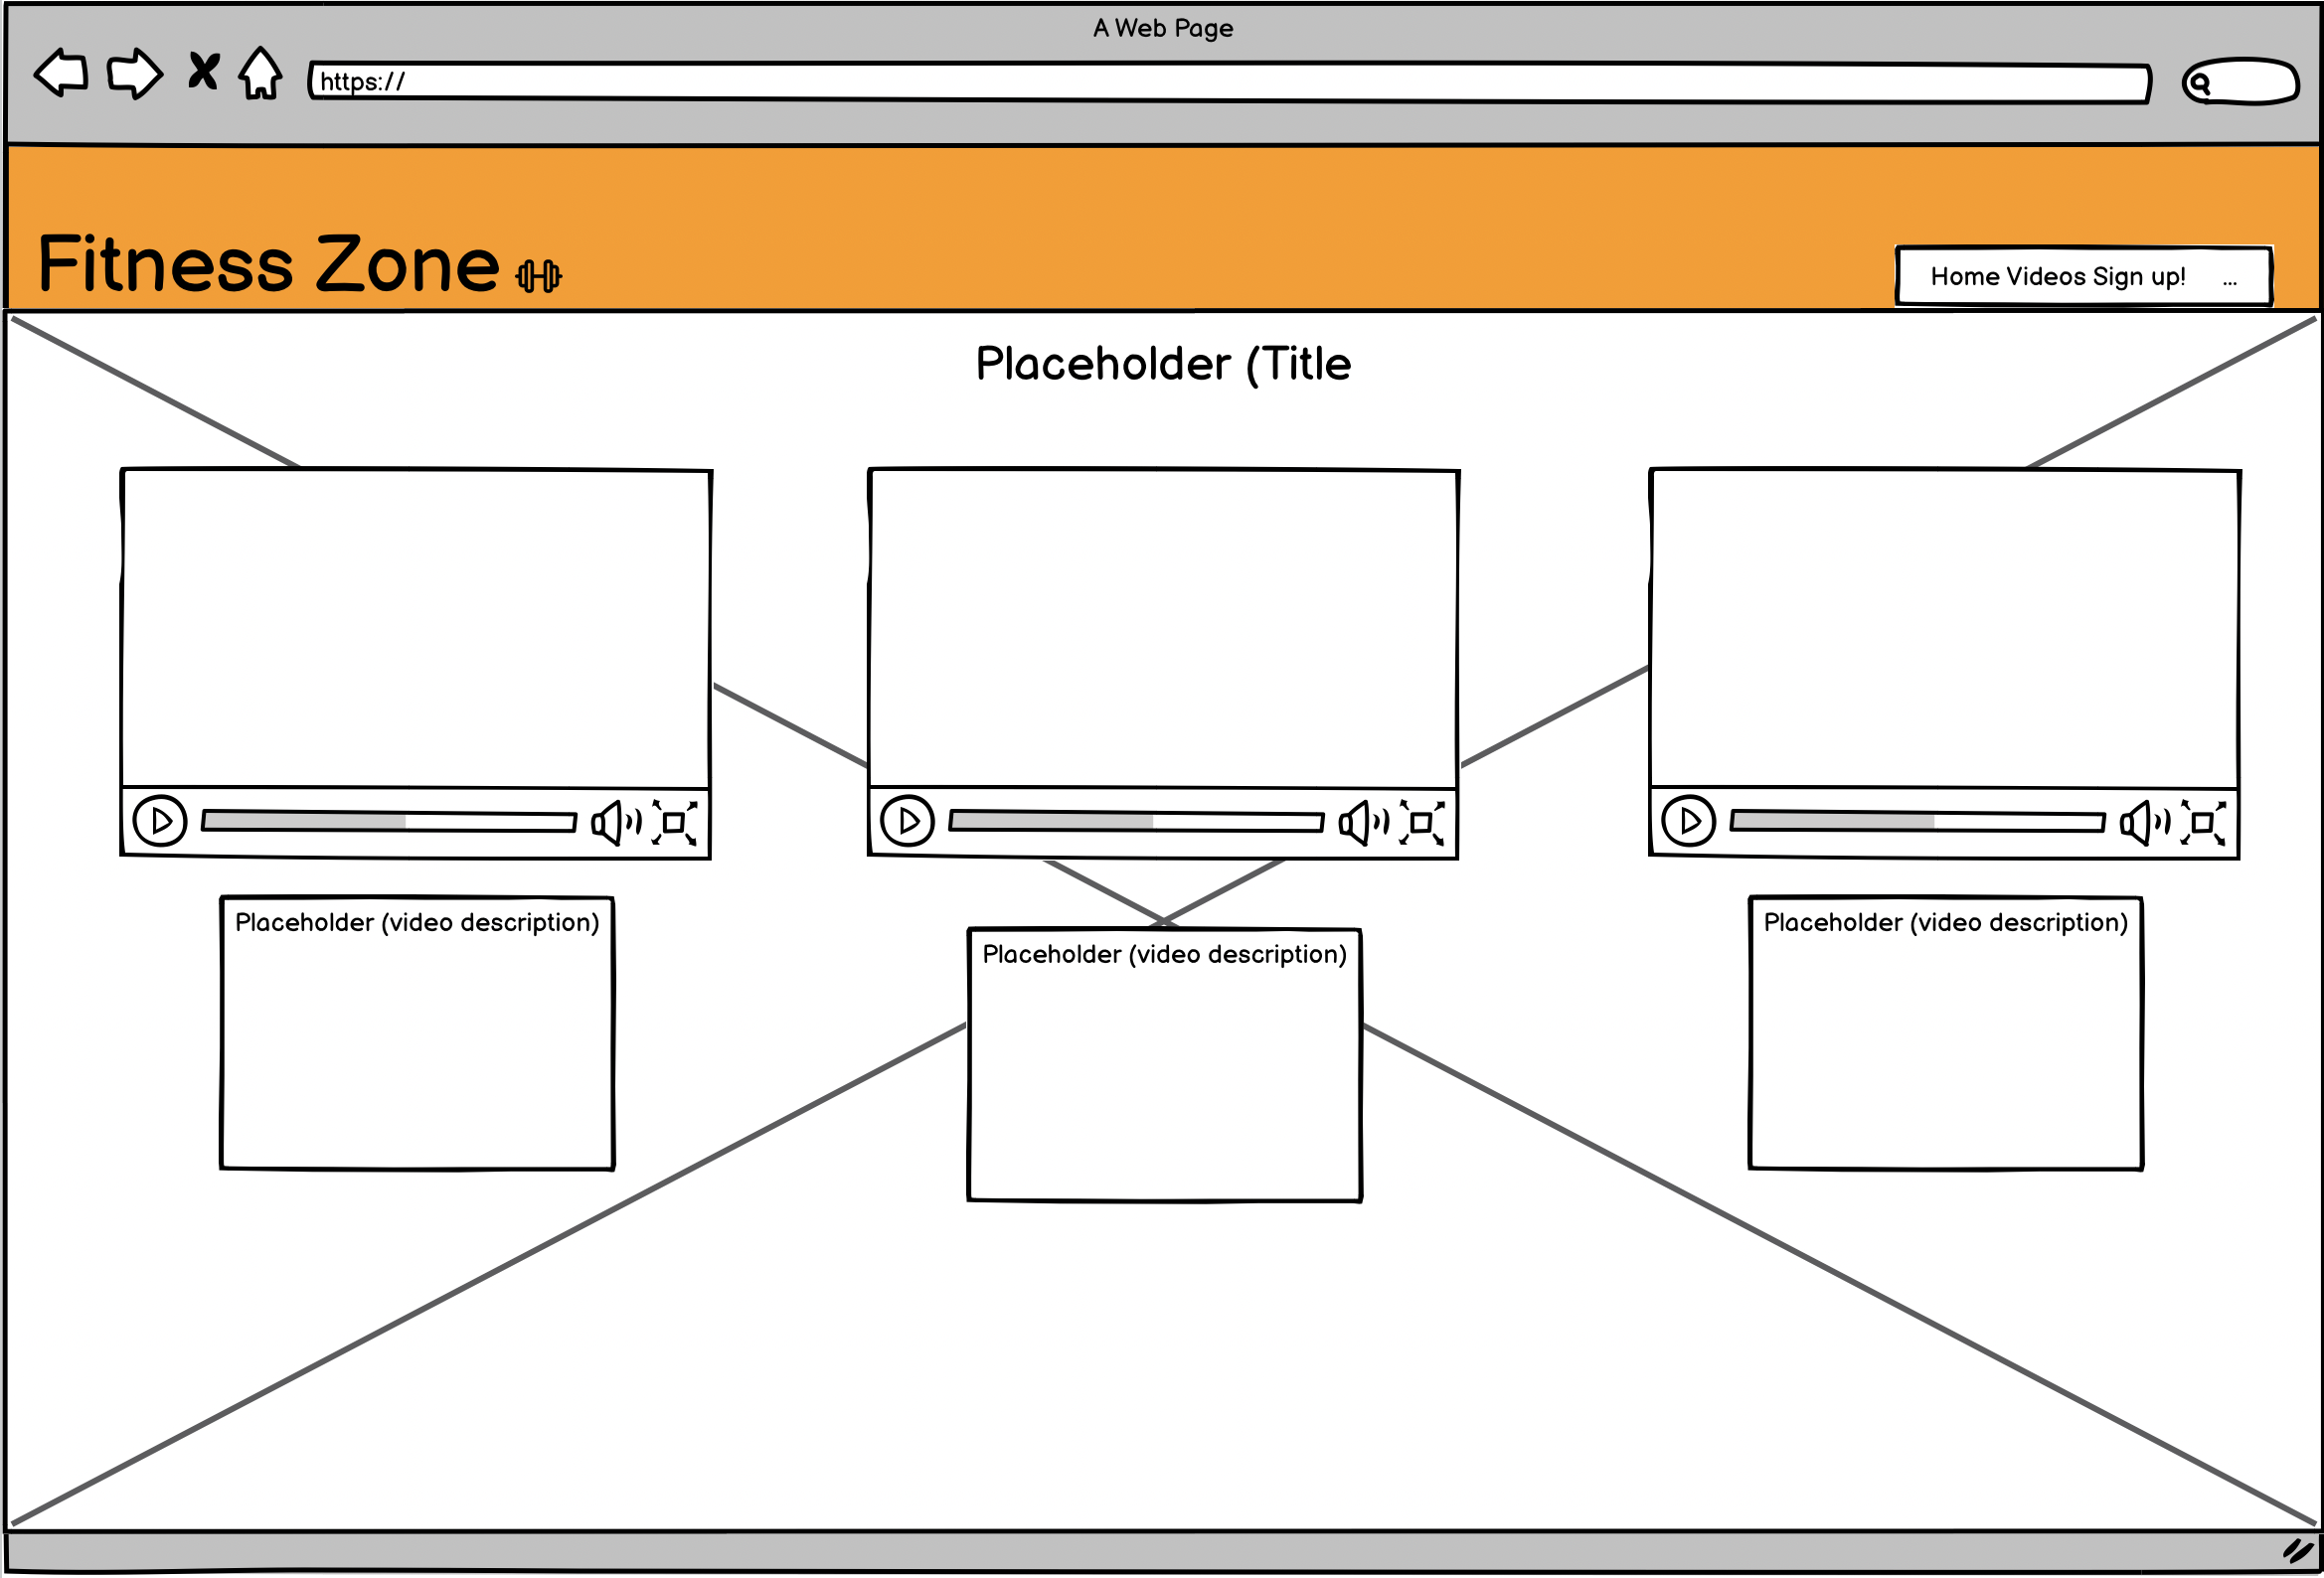 A Web Page
https://
Fitness Zone
Home Videos Sign up! ...
Placeholder (Title
Placeholder (video description)
Placeholder (video description)
Placeholder (video description)